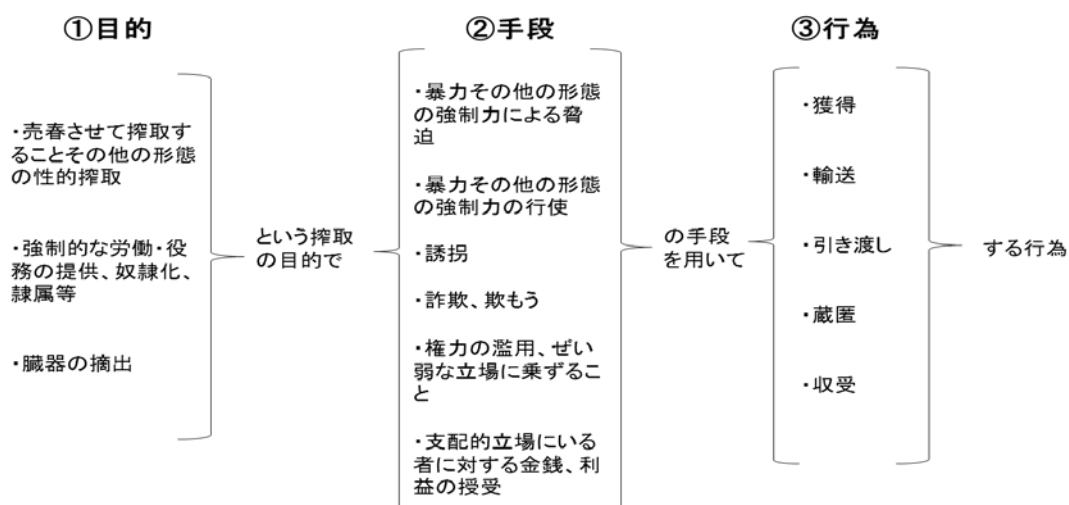 ①目的
・売春させて搾取す
ることその他の形態
の性的搾取
・強制的な労働・役
務の提供、奴隷化、
隷属等
・臓器の摘出
という搾取
の目的で
②手段
・暴力その他の形態
の強制力による脅
迫
・暴力その他の形態
の強制力の行使
・誘拐
・詐欺、欺もう
・権力の濫用、ぜい
弱な立場に乗ずるこ
と
・支配的立場にいる
者に対する金銭、利
益の授受
の手段
を用いて
③行為
・獲得
・輸送
・引き渡し
・蔵匿
・収受
する行為